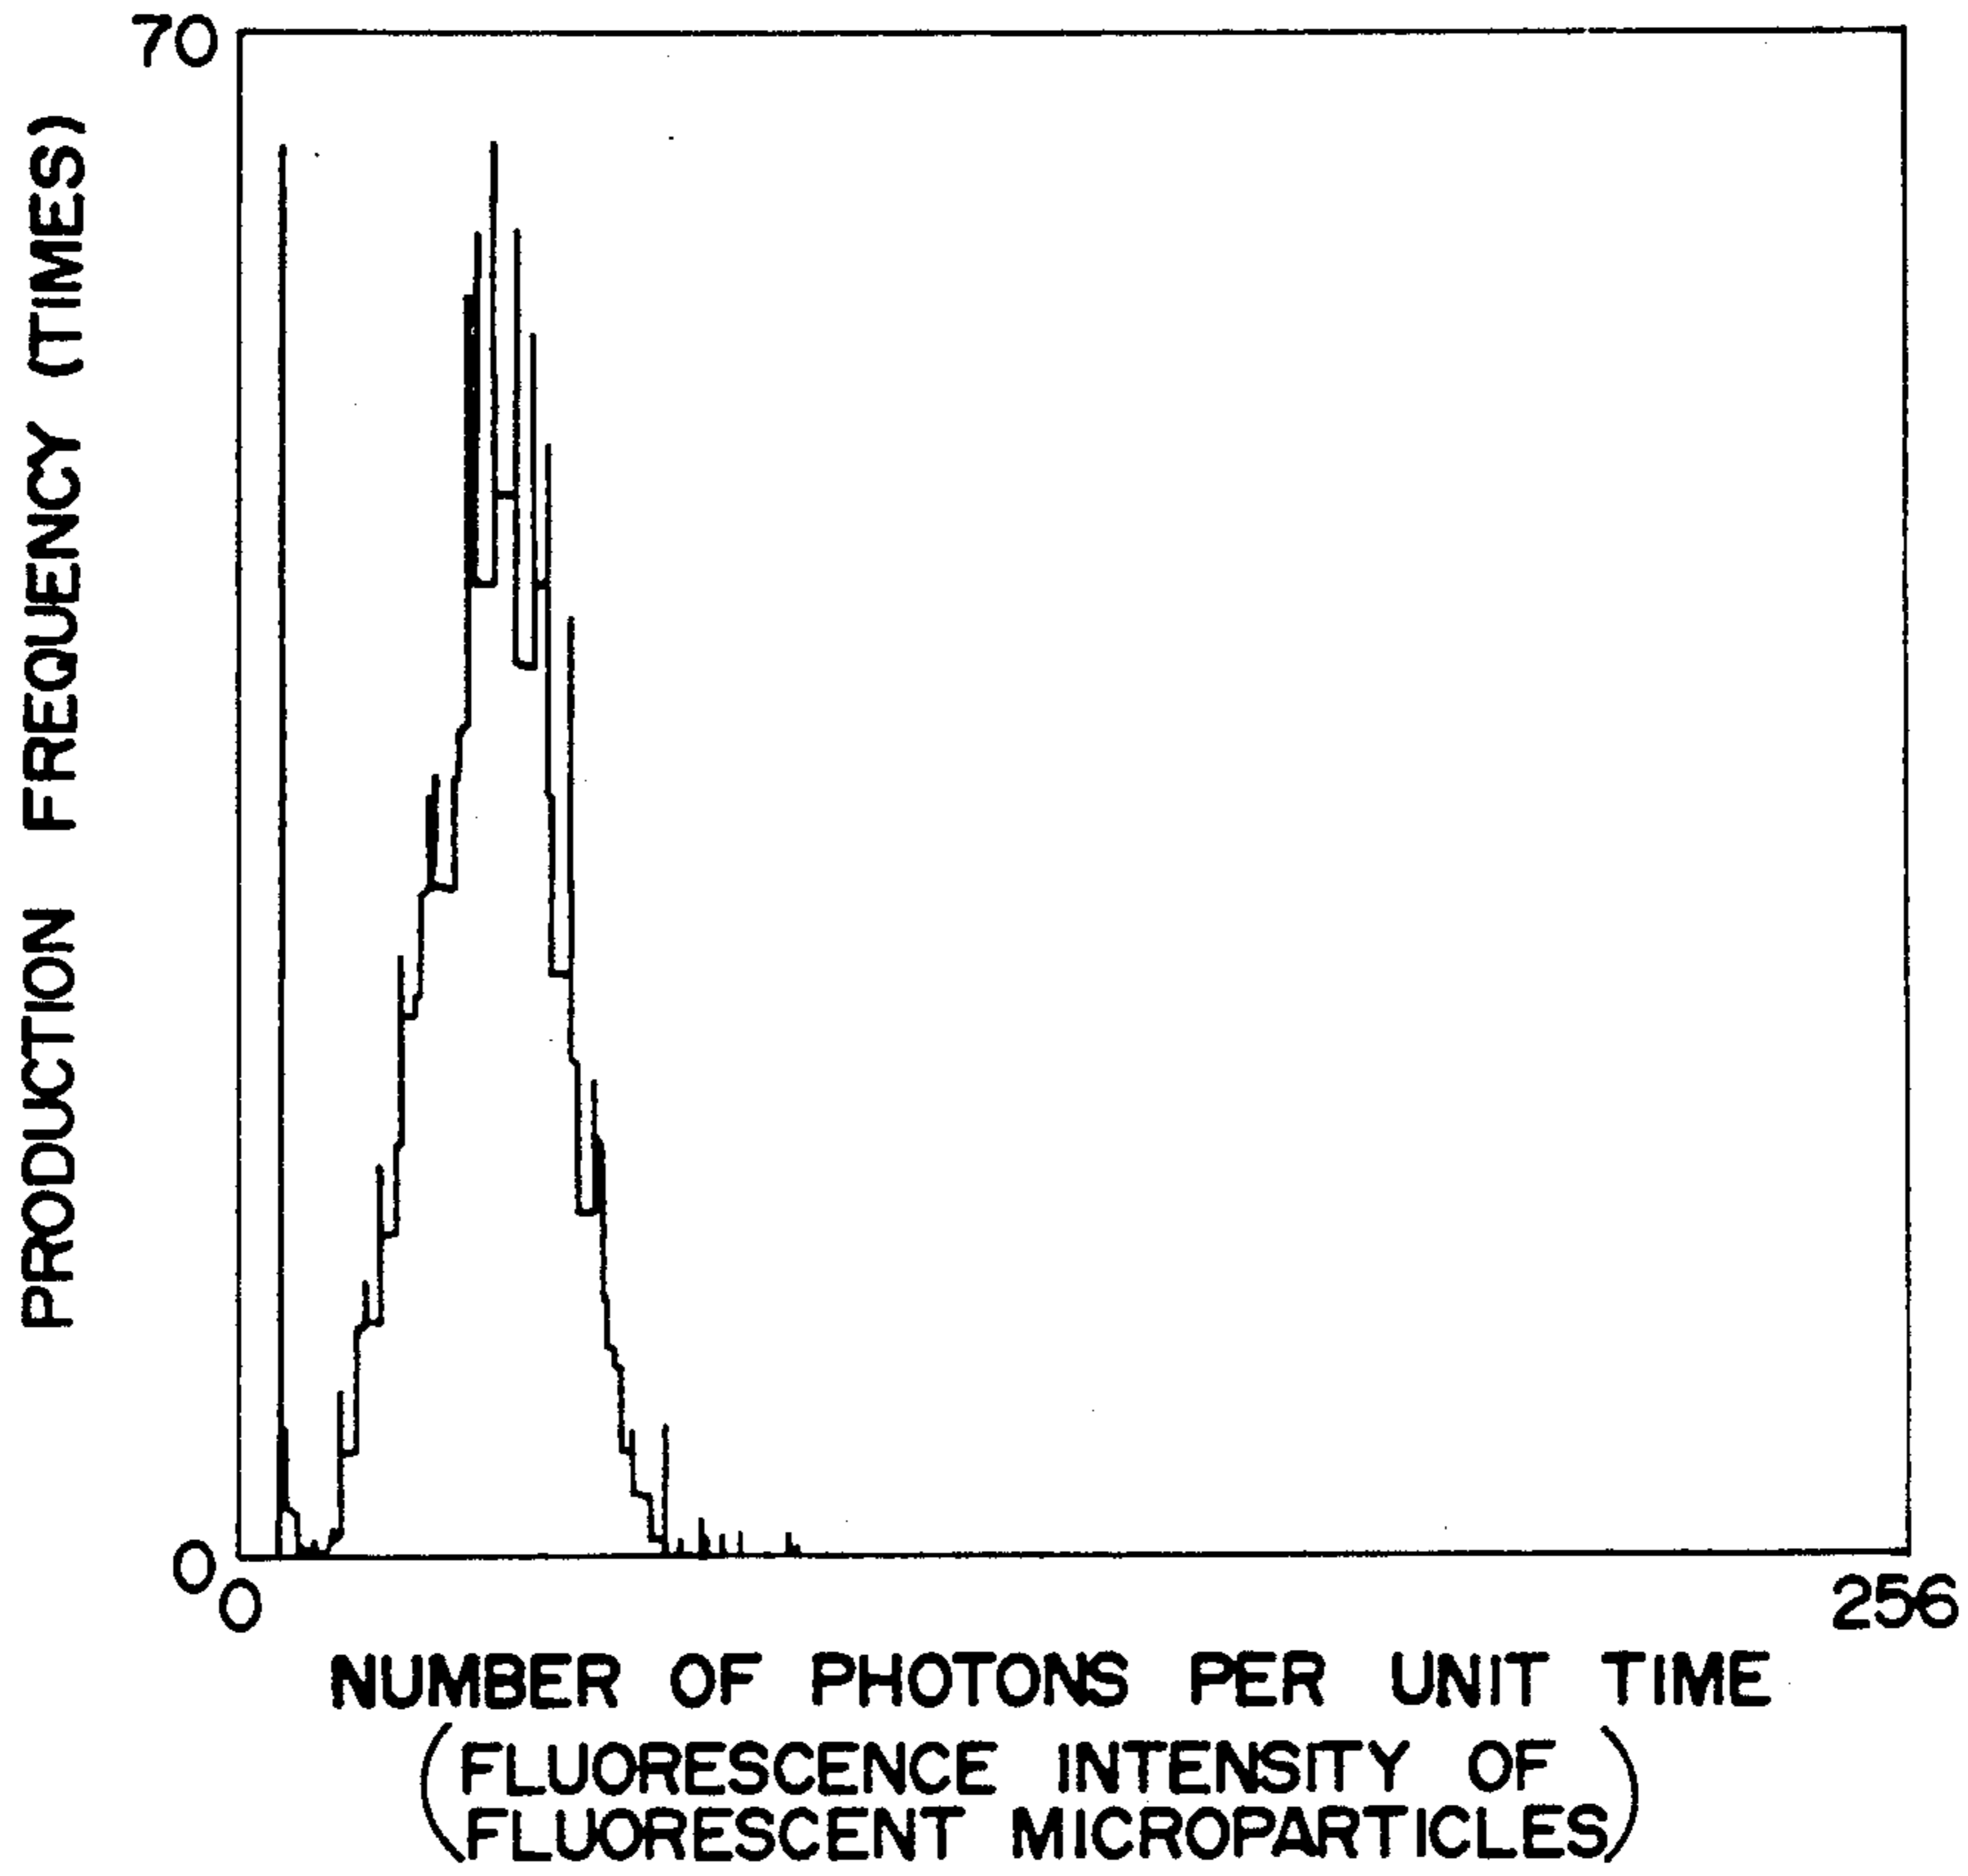 70
PRODUCTION FREQUENCY (TIMES)
0
0
256
NUMBER OF PHOTONS PER UNIT TIME
(FLUORESCENCE INTENSITY OF
FLUORESCENT MICROPARTICLES)